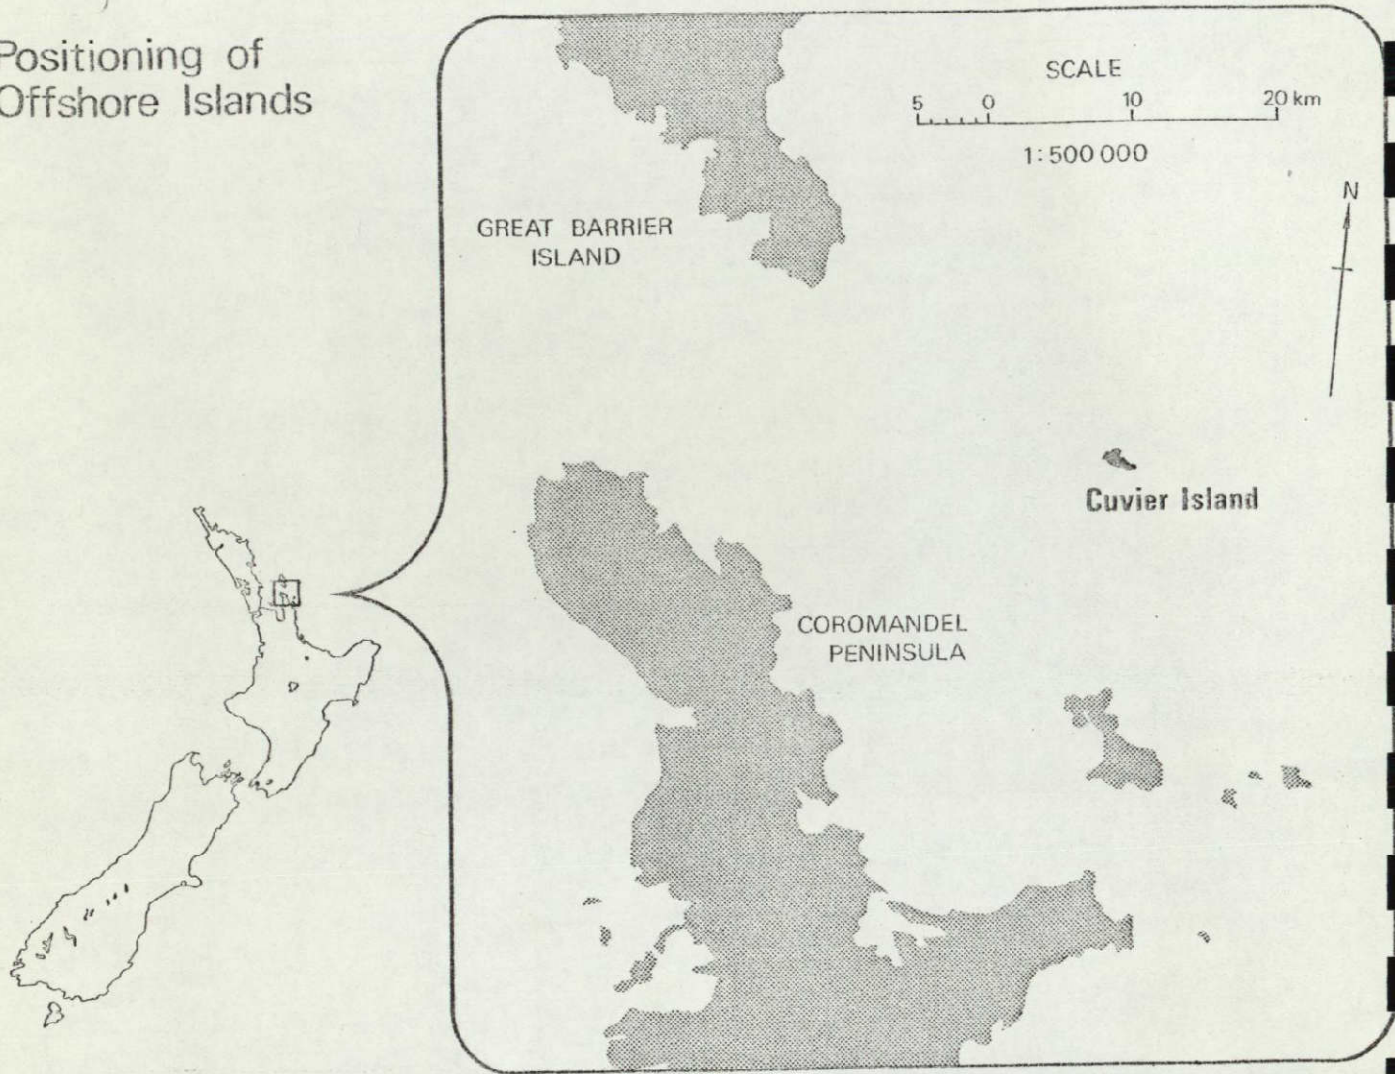 Positioning of
Offshore Islands
SCALE
5 0 10 20 km
1:500 000
N
GREAT BARRIER
ISLAND
Cuvier Island
COROMANDEL
PENINSULA